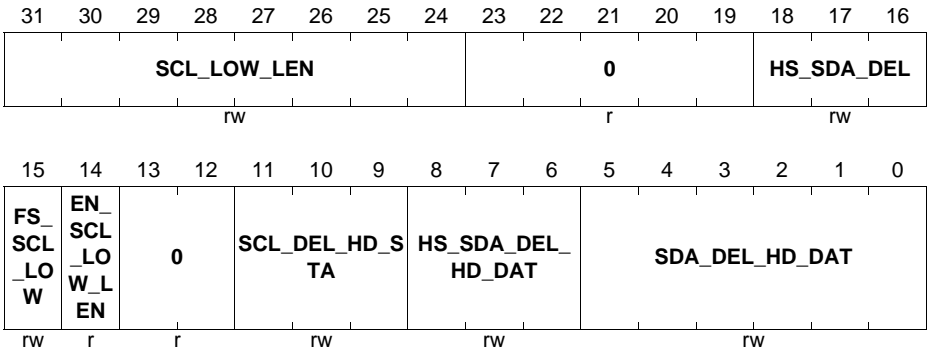 31 30 29 28 27 26 25 24 23 22 21 20 19 18 17 16
SCL_LOW_LEN 0 HS_SDA_DEL
rw r rw
15 14 13 12 11 10 9 8 7 6 5 4 3 2 1 0
FS_
SCL
_LO
W
EN_
SCL
_LO
W_L
EN
0
SCL_DEL_HD_S
TA
HS_SDA_DEL_
HD_DAT
SDA_DEL_HD_DAT
rw r r rw rw rw